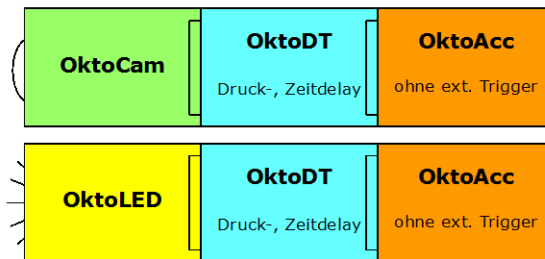 OktoCam OktoDT OktoAcc
Druck-, Zeitdelay ohne ext. Trigger
OktoLED OktoDT OktoAcc
Druck-, Zeitdelay ohne ext. Trigger